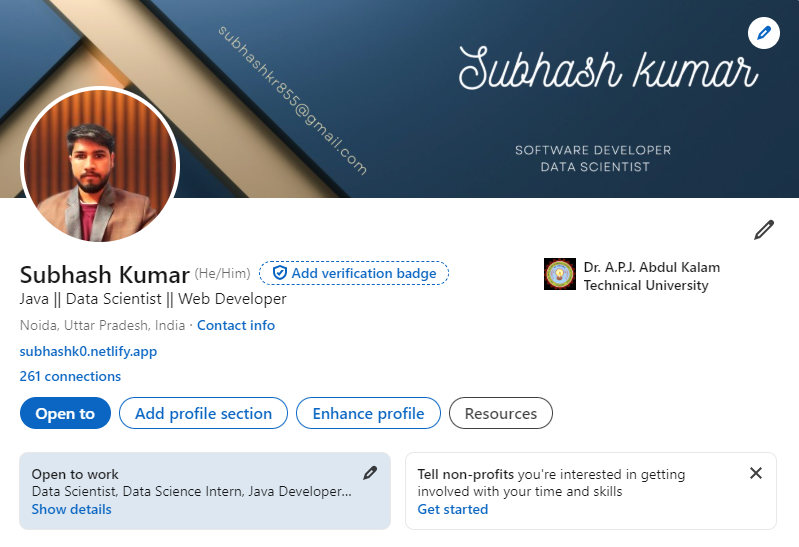 subhashkr855@gmail.com
Subhash kumar
SOFTWARE DEVELOPER
DATA SCIENTIST
Subhash Kumar (He/Him) Add verification badge
Java || Data Scientist || Web Developer
Noida, Uttar Pradesh, India · Contact info
subhashk0.netlify.app
261 connections
Dr. A.P.J. Abdul Kalam
Technical University
Open to Add profile section Enhance profile Resources
Open to work
Data Scientist, Data Science Intern, Java Developer...
Show details
Tell non-profits you're interested in getting
involved with your time and skills
Get started